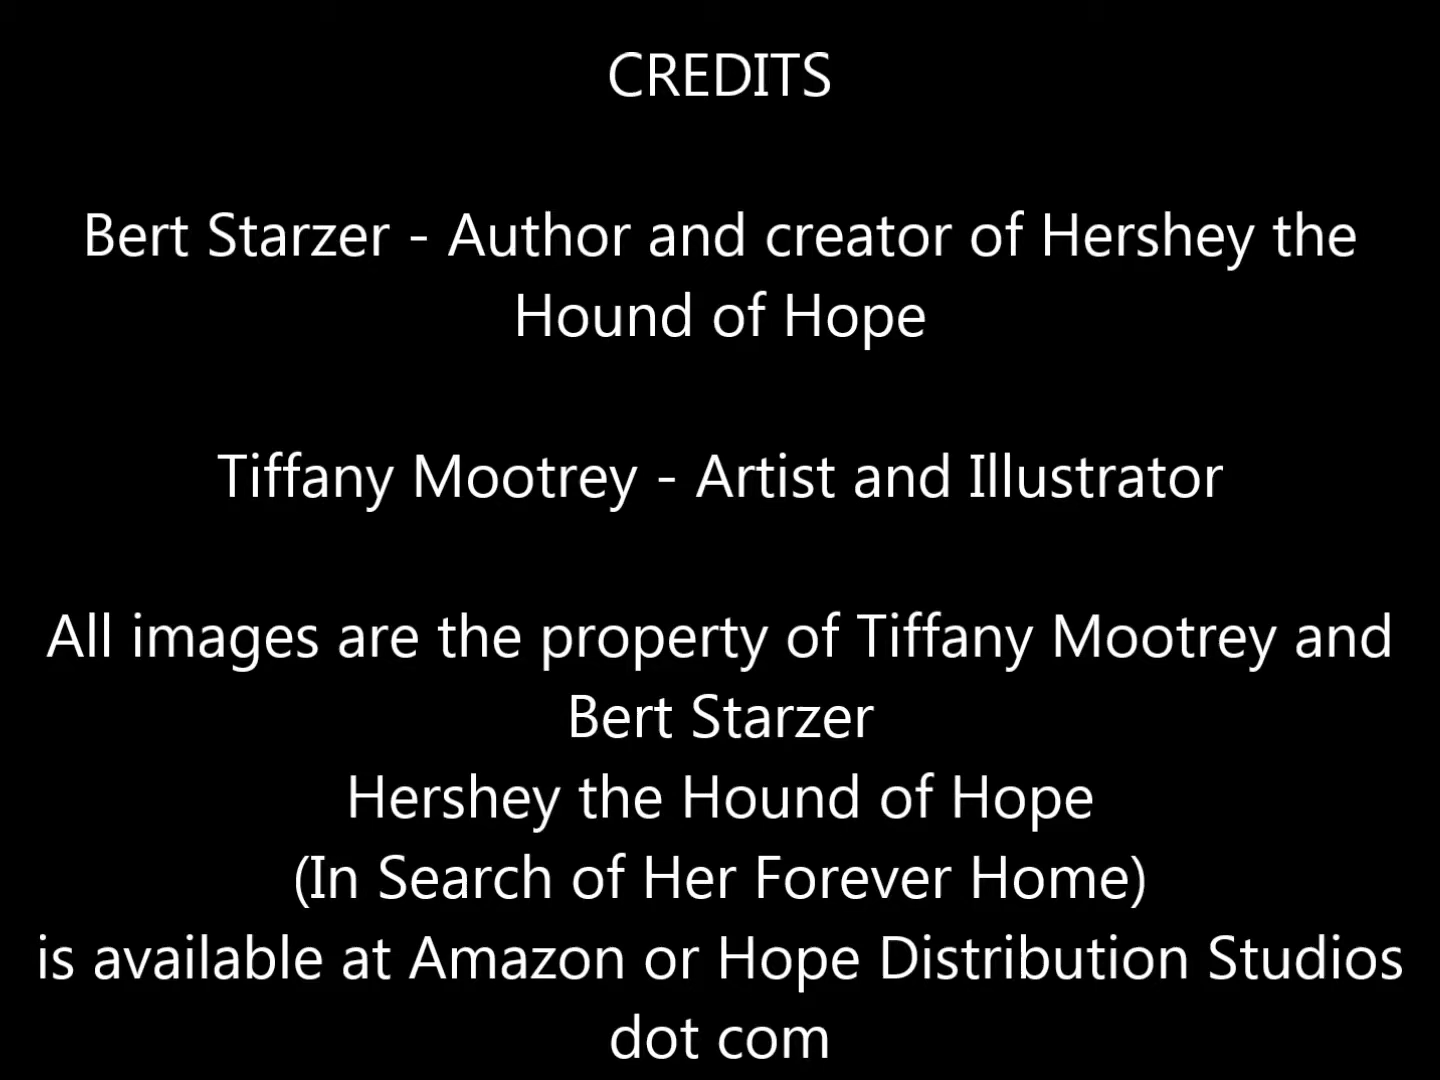 CREDITS
Bert Starzer - Author and creator of Hershey the
Hound of Hope
Tiffany Mootrey - Artist and Illustrator
All images are the property of Tiffany Mootrey and
Bert Starzer
Hershey the Hound of Hope
(In Search of Her Forever Home)
is available at Amazon or Hope Distribution Studios
dot com